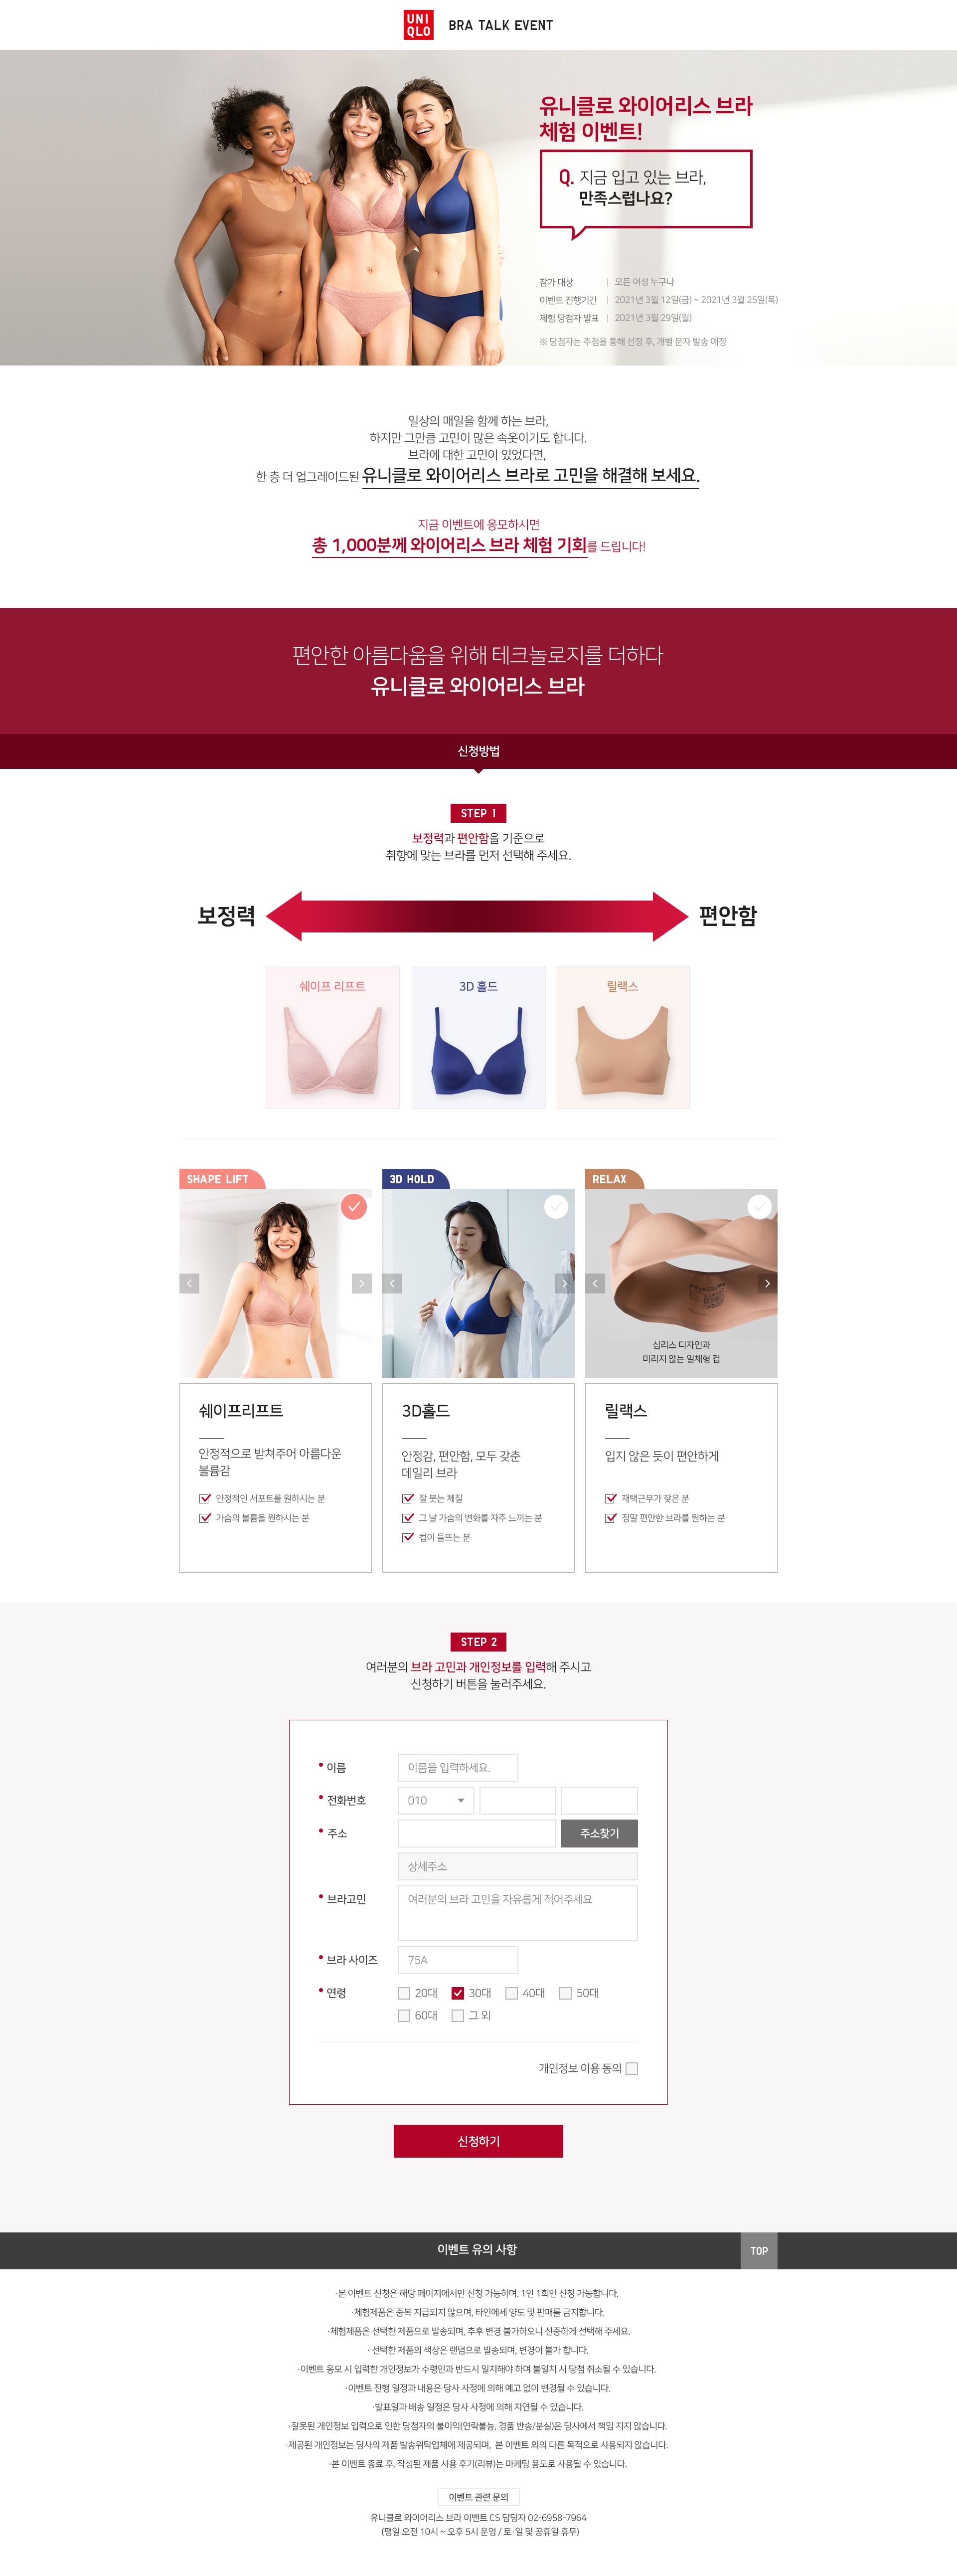 UNI
QLO
BRA TALK EVENT
유니클로 와이어리스 브라
체험 이벤트!
Q. 지금 입고 있는 브라,
만족스럽나요?
잠가 대상 | 모든 여성 누구나
이벤트 진행기간 | 2021년 3월 12일(금) ~ 2021년 3월 25일(목)
체험 당첨자 발표 | 2021년 3월 29일(월)
※ 당첨자는 추첨을 통해 선정 후, 개별 문자 발송 예정
일상의 매일을 함께 하는 브라,
하지만 그만큼 고민이 많은 속옷이기도 합니다.
브라에 대한 고민이 있었다면,
한 층 더 업그레이드된 유니클로 와이어리스 브라로 고민을 해결해 보세요.
지금 이벤트에 응모하시면
총 1,000분께 와이어리스 브라 체험 기회를 드립니다!
편안한 아름다움을 위해 테크놀로지를 더하다
유니클로 와이어리스 브라
신청방법
STEP 1
보정력과 편안함을 기준으로
취향에 맞는 브라를 먼저 선택해 주세요.
보정력
편안함
쉐이프 리프트
3D 홀드
릴랙스
SHAPE LIFT
3D HOLD
RELAX
심리스 디자인과
미리지 않는 일체형 컵
쉐이프리프트
안정적으로 받쳐주어 아름다운
볼륨감
안정적인 서포트를 원하시는 분
가슴의 볼륨을 원하시는 분
3D홀드
안정감, 편안함, 모두 갖춘
데일리 브라
잘 붓는 체질
그 날 가슴의 변화를 자주 느끼는 분
컵이 들뜨는 분
릴랙스
입지 않은 듯이 편안하게
재택근무가 잦은 분
정말 편안한 브라를 원하는 분
STEP 2
여러분의 브라 고민과 개인정보를 입력해 주시고
신청하기 버튼을 눌러주세요.
이름
이름을 입력하세요.
전화번호
010
주소
주소찾기
상세주소
브라고민
여러분의 브라 고민을 자유롭게 적어주세요
브라 사이즈
75A
연령
20대 30대 40대 50대
60대 그 외
개인정보 이용 동의
신청하기
이벤트 유의 사항
TOP
·본 이벤트 신청은 해당 페이지에서만 신청 가능하며. 1인 1회만 신청 가능합니다.
·체험제품은 중복 지급되지 않으며, 타인에세 양도 및 판매를 금지합니다.
·체험제품은 선택한 제품으로 발송되며, 추후 변경 불가하오니 신중하게 선택해 주세요.
· 선택한 제품의 색상은 랜덤으로 발송되며, 변경이 불가 합니다.
·이벤트 응모 시 입력한 개인정보가 수령인과 반드시 일치해야 하며 불일치 시 당첨 취소될 수 있습니다.
·이벤트 진행 일정과 내용은 당사 사정에 의해 예고 없이 변경될 수 있습니다.
·발표일과 배송 일정은 당사 사정에 의해 지연될 수 있습니다.
·잘못된 개인정보 입력으로 인한 당첨자의 불이익(연락불능, 경품 반송/분실)은 당사에서 책임 지지 않습니다.
·제공된 개인정보는 당사의 제품 발송위탁업체에 제공되며, 본 이벤트 외의 다른 목적으로 사용되지 않습니다.
·본 이벤트 종료 후, 작성된 제품 사용 후기(리뷰)는 마케팅 용도로 사용될 수 있습니다.
이벤트 관련 문의
유니클로 와이어리스 브라 이벤트 CS 담당자 02-6958-7964
(평일 오전 10시 ~ 오후 5시 운영 / 토·일 및 공휴일 휴무)